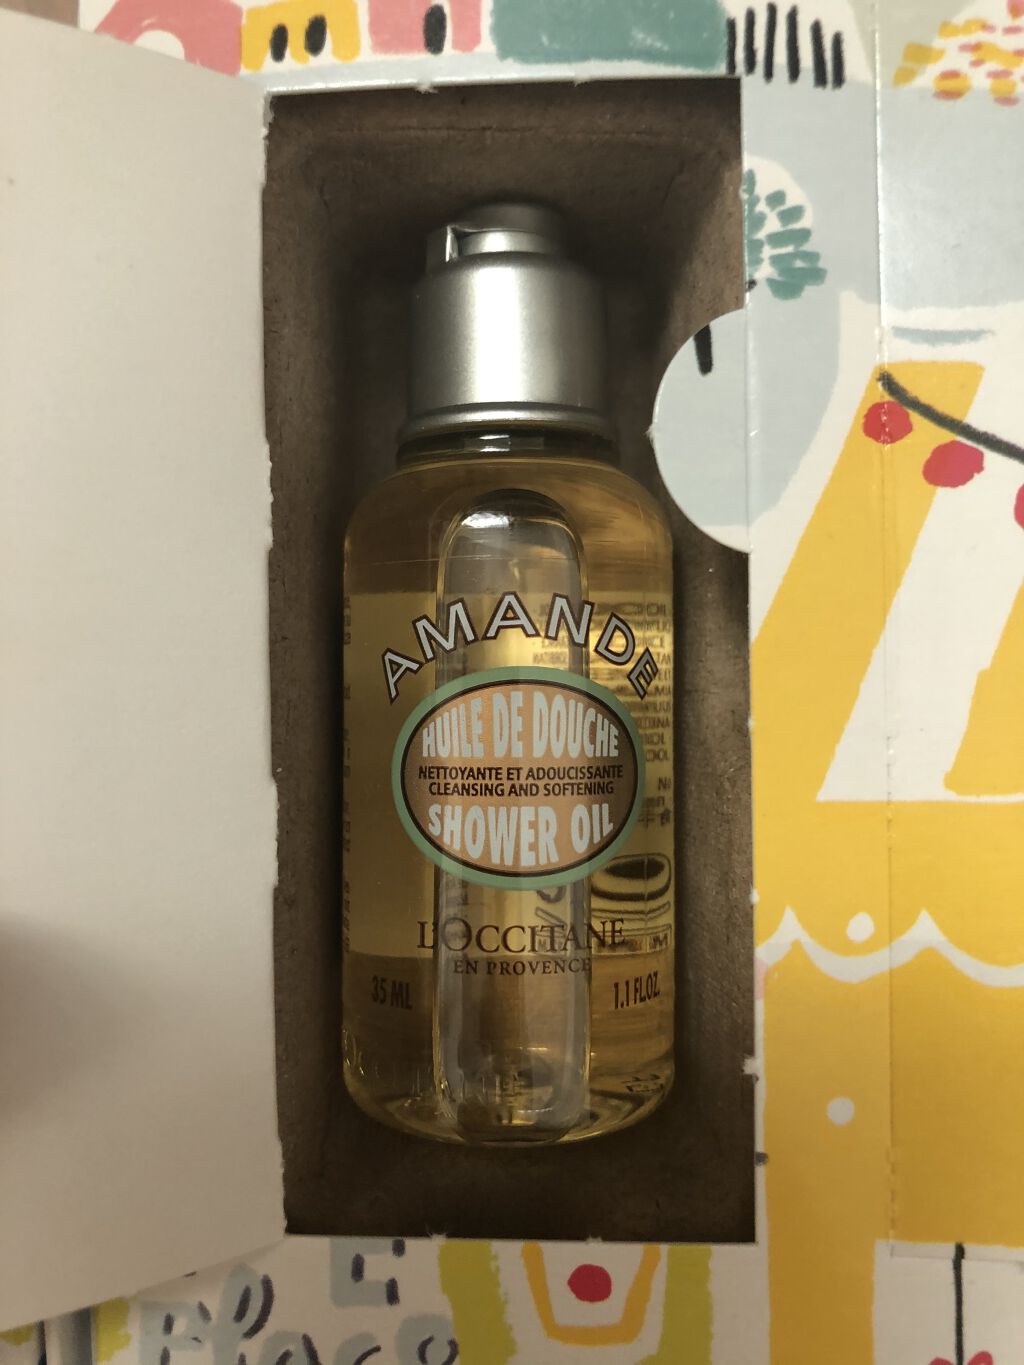 AMANDE
HUILE DE DOUCHE
NETTOYANTE ET ADOUCISSANTE
CLEANSING AND SOFTENING
SHOWER OIL
L'OCCITANE
EN PROVENCE
35 ML
1.1 FL.OZ.
Place